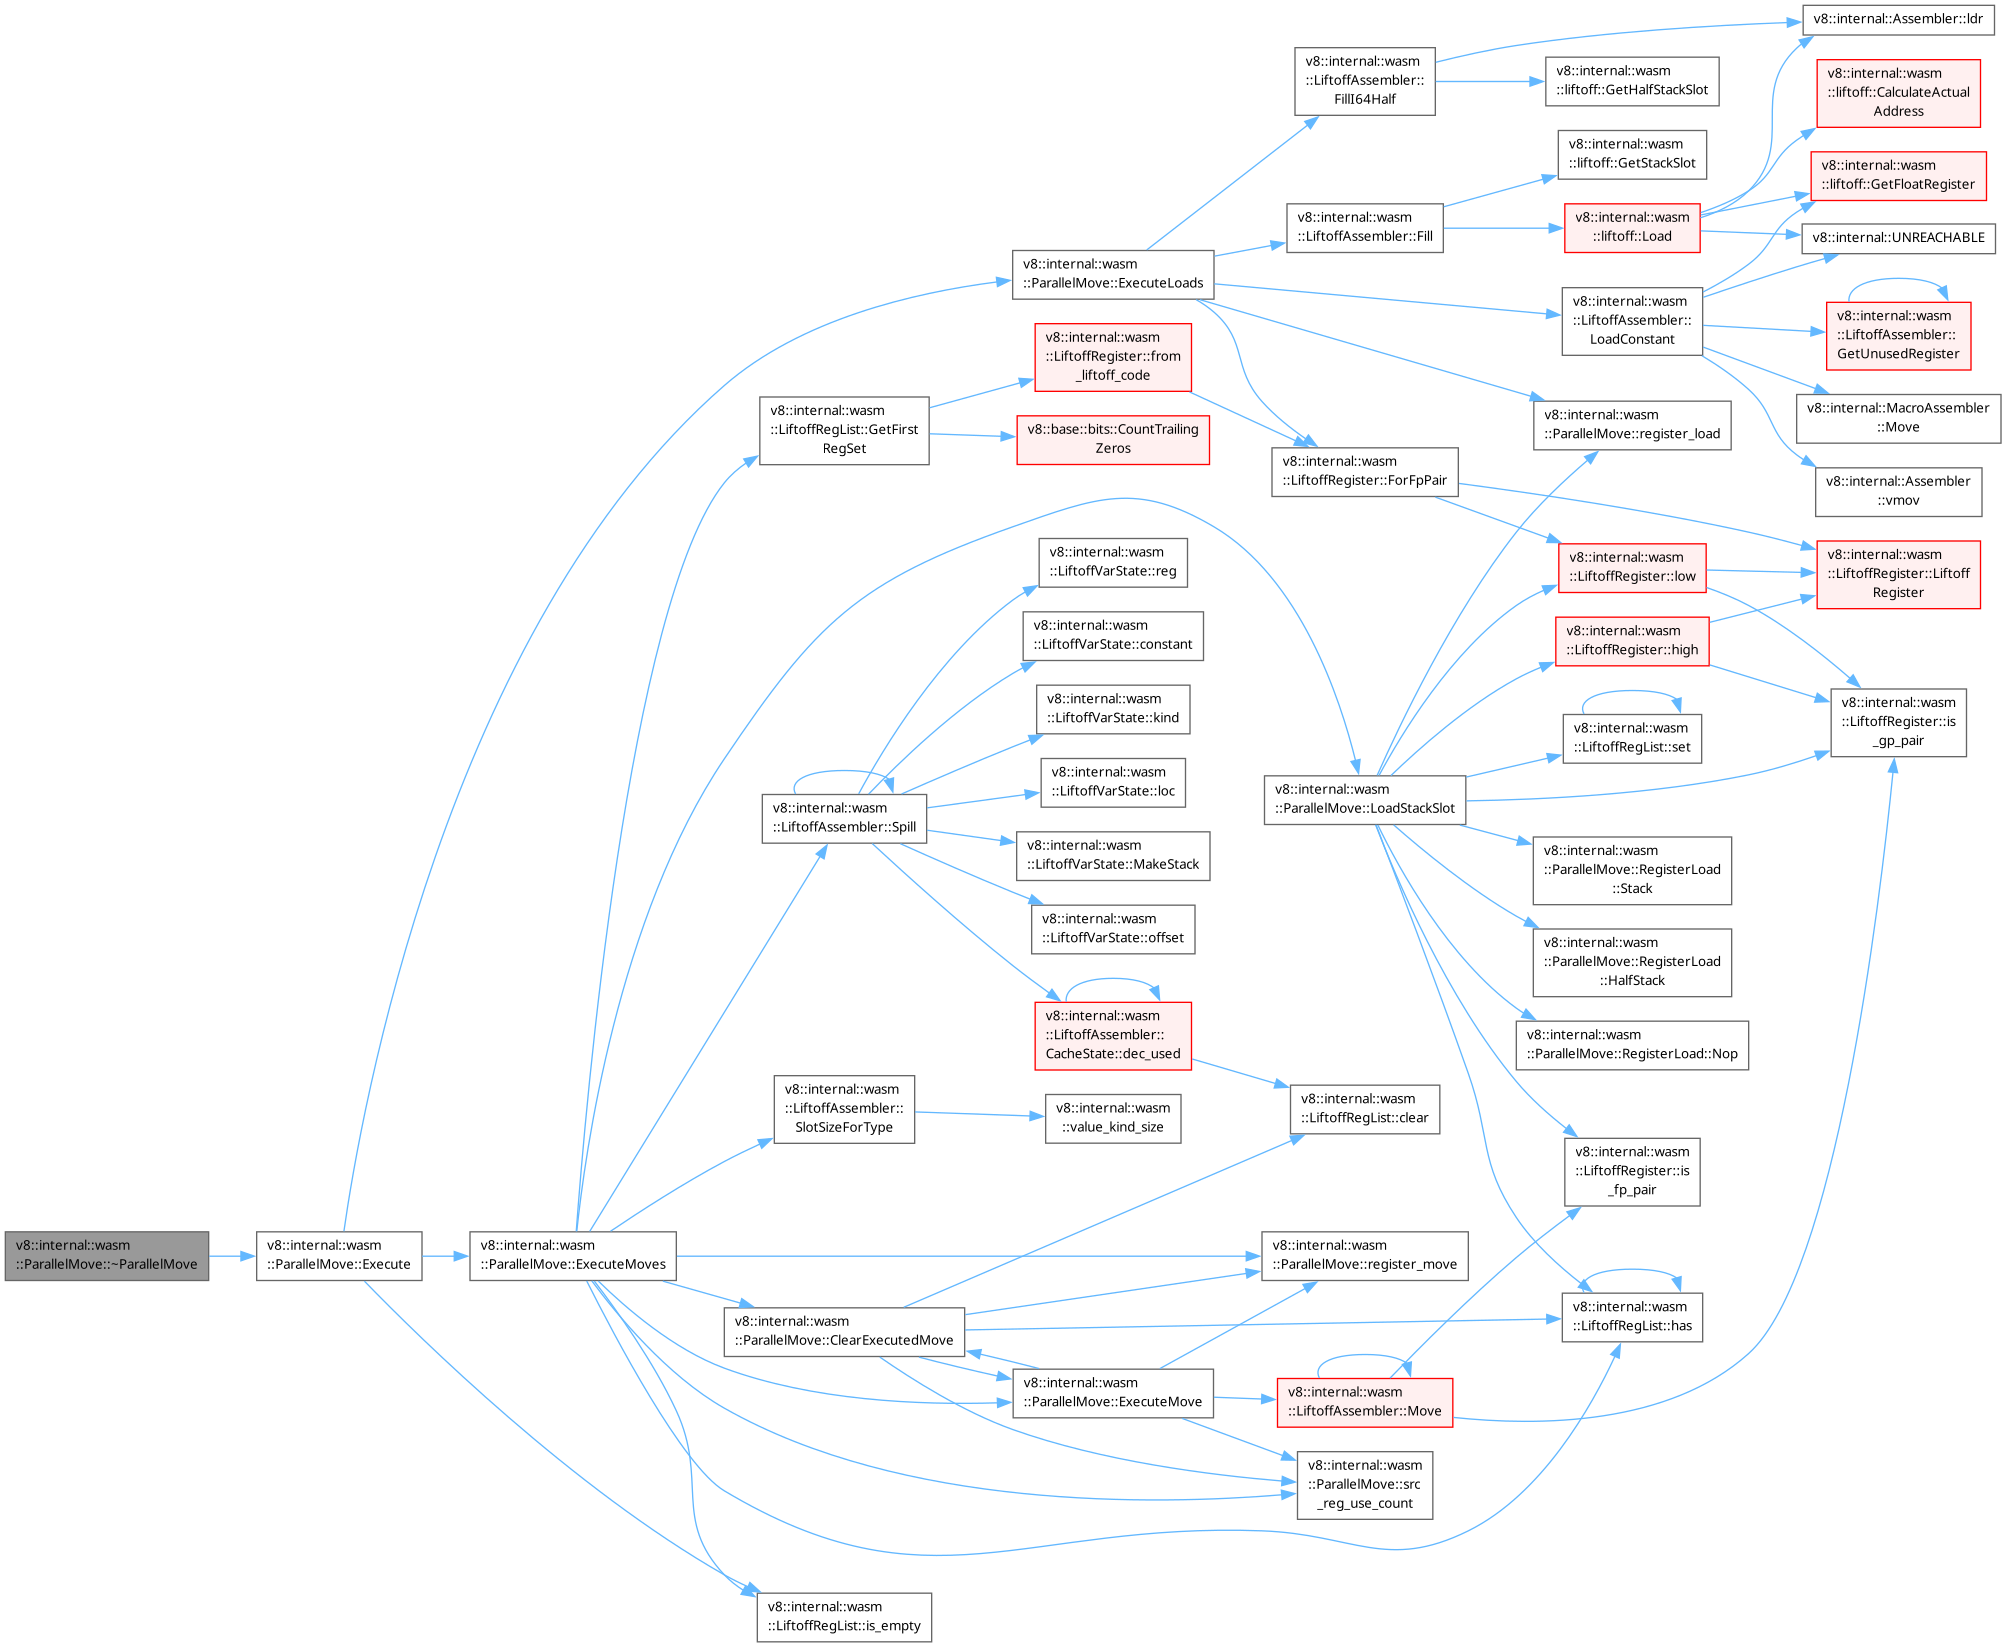 v8::internal::Assembler::ldr
v8::internal::wasm
::LiftoffAssembler::
FillI64Half
v8::internal::wasm
::liftoff::GetHalfStackSlot
v8::internal::wasm
::liftoff::CalculateActual
Address
v8::internal::wasm
::liftoff::GetStackSlot
v8::internal::wasm
::liftoff::GetFloatRegister
v8::internal::wasm
::LiftoffAssembler::Fill
v8::internal::wasm
::liftoff::Load
v8::internal::UNREACHABLE
v8::internal::wasm
::ParallelMove::ExecuteLoads
v8::internal::wasm
::LiftoffAssembler::
LoadConstant
v8::internal::wasm
::LiftoffAssembler::
GetUnusedRegister
v8::internal::wasm
::LiftoffRegister::from
_liftoff_code
v8::internal::MacroAssembler
::Move
v8::internal::wasm
::LiftoffRegList::GetFirst
RegSet
v8::base::bits::CountTrailing
Zeros
v8::internal::wasm
::ParallelMove::register_load
v8::internal::wasm
::LiftoffRegister::ForFpPair
v8::internal::Assembler
::vmov
v8::internal::wasm
::LiftoffVarState::reg
v8::internal::wasm
::LiftoffRegister::low
v8::internal::wasm
::LiftoffRegister::Liftoff
Register
v8::internal::wasm
::LiftoffVarState::constant
v8::internal::wasm
::LiftoffRegister::high
v8::internal::wasm
::LiftoffVarState::kind
v8::internal::wasm
::LiftoffRegList::set
v8::internal::wasm
::LiftoffRegister::is
_gp_pair
v8::internal::wasm
::LiftoffVarState::loc
v8::internal::wasm
::LiftoffAssembler::Spill
v8::internal::wasm
::ParallelMove::LoadStackSlot
v8::internal::wasm
::LiftoffVarState::MakeStack
v8::internal::wasm
::ParallelMove::RegisterLoad
::Stack
v8::internal::wasm
::LiftoffVarState::offset
v8::internal::wasm
::ParallelMove::RegisterLoad
::HalfStack
v8::internal::wasm
::LiftoffAssembler::
CacheState::dec_used
v8::internal::wasm
::ParallelMove::RegisterLoad::Nop
v8::internal::wasm
::LiftoffAssembler::
SlotSizeForType
v8::internal::wasm
::value_kind_size
v8::internal::wasm
::LiftoffRegList::clear
v8::internal::wasm
::LiftoffRegister::is
_fp_pair
v8::internal::wasm
::ParallelMove::~ParallelMove
v8::internal::wasm
::ParallelMove::Execute
v8::internal::wasm
::ParallelMove::ExecuteMoves
v8::internal::wasm
::ParallelMove::register_move
v8::internal::wasm
::ParallelMove::ClearExecutedMove
v8::internal::wasm
::LiftoffRegList::has
v8::internal::wasm
::ParallelMove::ExecuteMove
v8::internal::wasm
::LiftoffAssembler::Move
v8::internal::wasm
::ParallelMove::src
_reg_use_count
v8::internal::wasm
::LiftoffRegList::is_empty